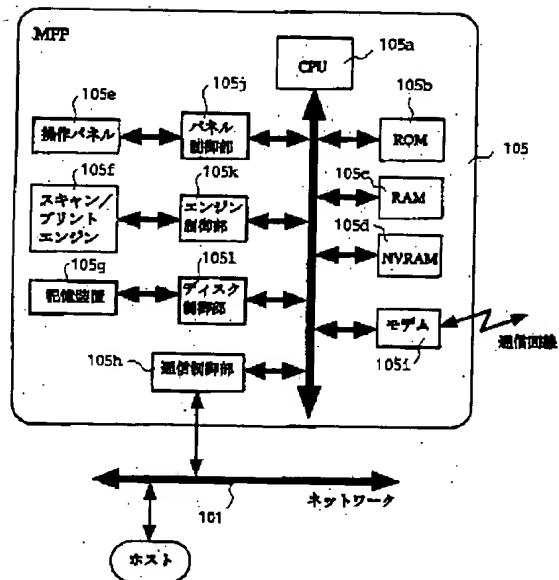 MFP
105a
CPU
105e
105j
105b
操作パネル
パネル
制御部
ROM
105
105f
105k
105c
スキャン/
プリント
エンジン
エンジン
制御部
RAM
105d
NVRAM
105g
105l
記憶装置
ディスク
制御部
モデム
105i
通信回線
105h
通信制御部
101
ネットワーク
ホスト